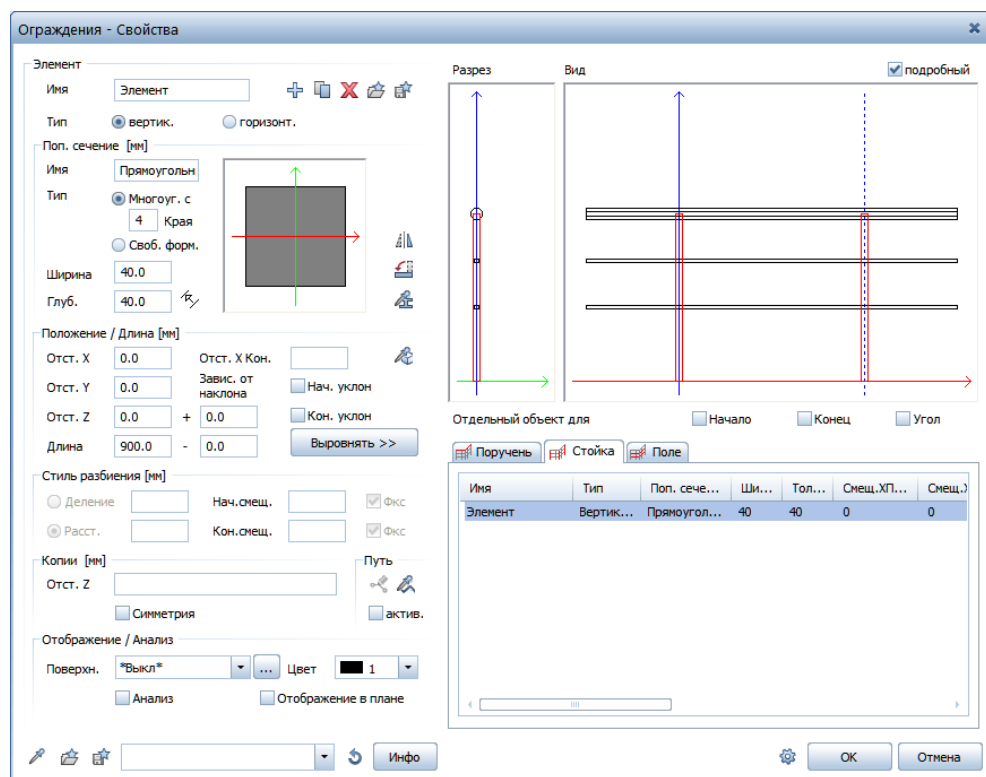 Ограждения - Свойства
Элемент
Имя Элемент
Тип вертик. горизонт.
Поп. сечение [мм]
Имя Прямоугольн
Тип Многоуг. с
4 Края
Своб. форм.
Ширина 40.0
Глуб. 40.0
Положение / Длина [мм]
Отст. X 0.0 Отст. X Кон.
Отст. Y 0.0 Завис. от наклона Нач. уклон
Отст. Z 0.0 + 0.0 Кон. уклон
Длина 900.0 - 0.0 Выровнять >>
Стиль разбиения [мм]
Деление Нач.смещ. Фкс
Расст. Кон.смещ. Фкс
Копии [мм] Путь
Отст. Z
Симметрия актив.
Отображение / Анализ
Поверхн. *Выкл* ... Цвет 1
Анализ Отображение в плане
Инфо
Разрез Вид подробный
Отдельный объект для Начало Конец Угол
Поручень Стойка Поле
Имя Тип Поп. сече... Ши... Тол... Смещ.ХП... Смещ.
Элемент Вертик... Прямоугол... 40 40 0 0
OK Отмена